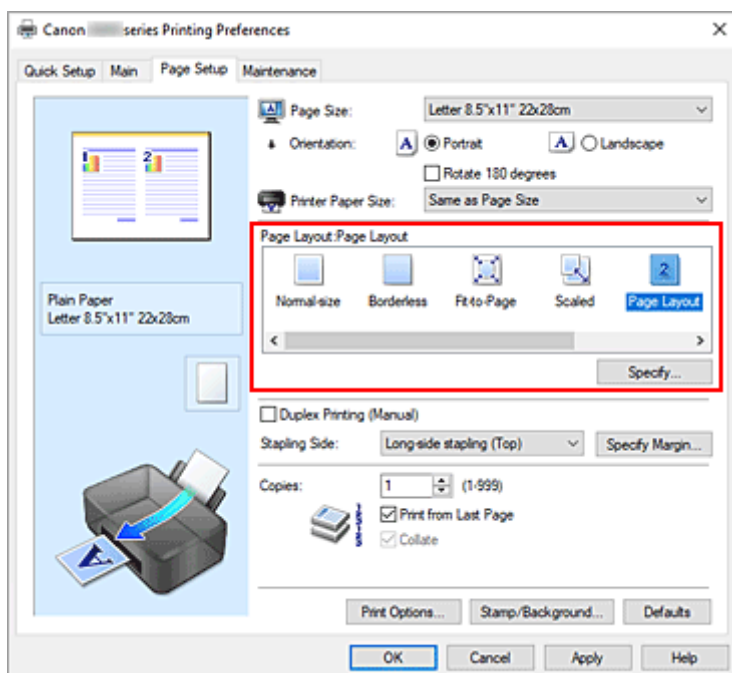 Canon series Printing Preferences
Quick Setup Main Page Setup Maintenance
Page Size: Letter 8.5"x11" 22x28cm
Orientation: A Portrait A Landscape
Rotate 180 degrees
Printer Paper Size: Same as Page Size
1 2
Page Layout:Page Layout
2
Normal-size Borderless Fit-to-Page Scaled Page Layout
Plain Paper
Letter 8.5"x11" 22x28cm
Specify...
Duplex Printing (Manual)
Stapling Side: Long-side stapling (Top) Specify Margin...
Copies: 1 (1-999)
Print from Last Page
Collate
A
Print Options... Stamp/Background... Defaults
OK Cancel Apply Help